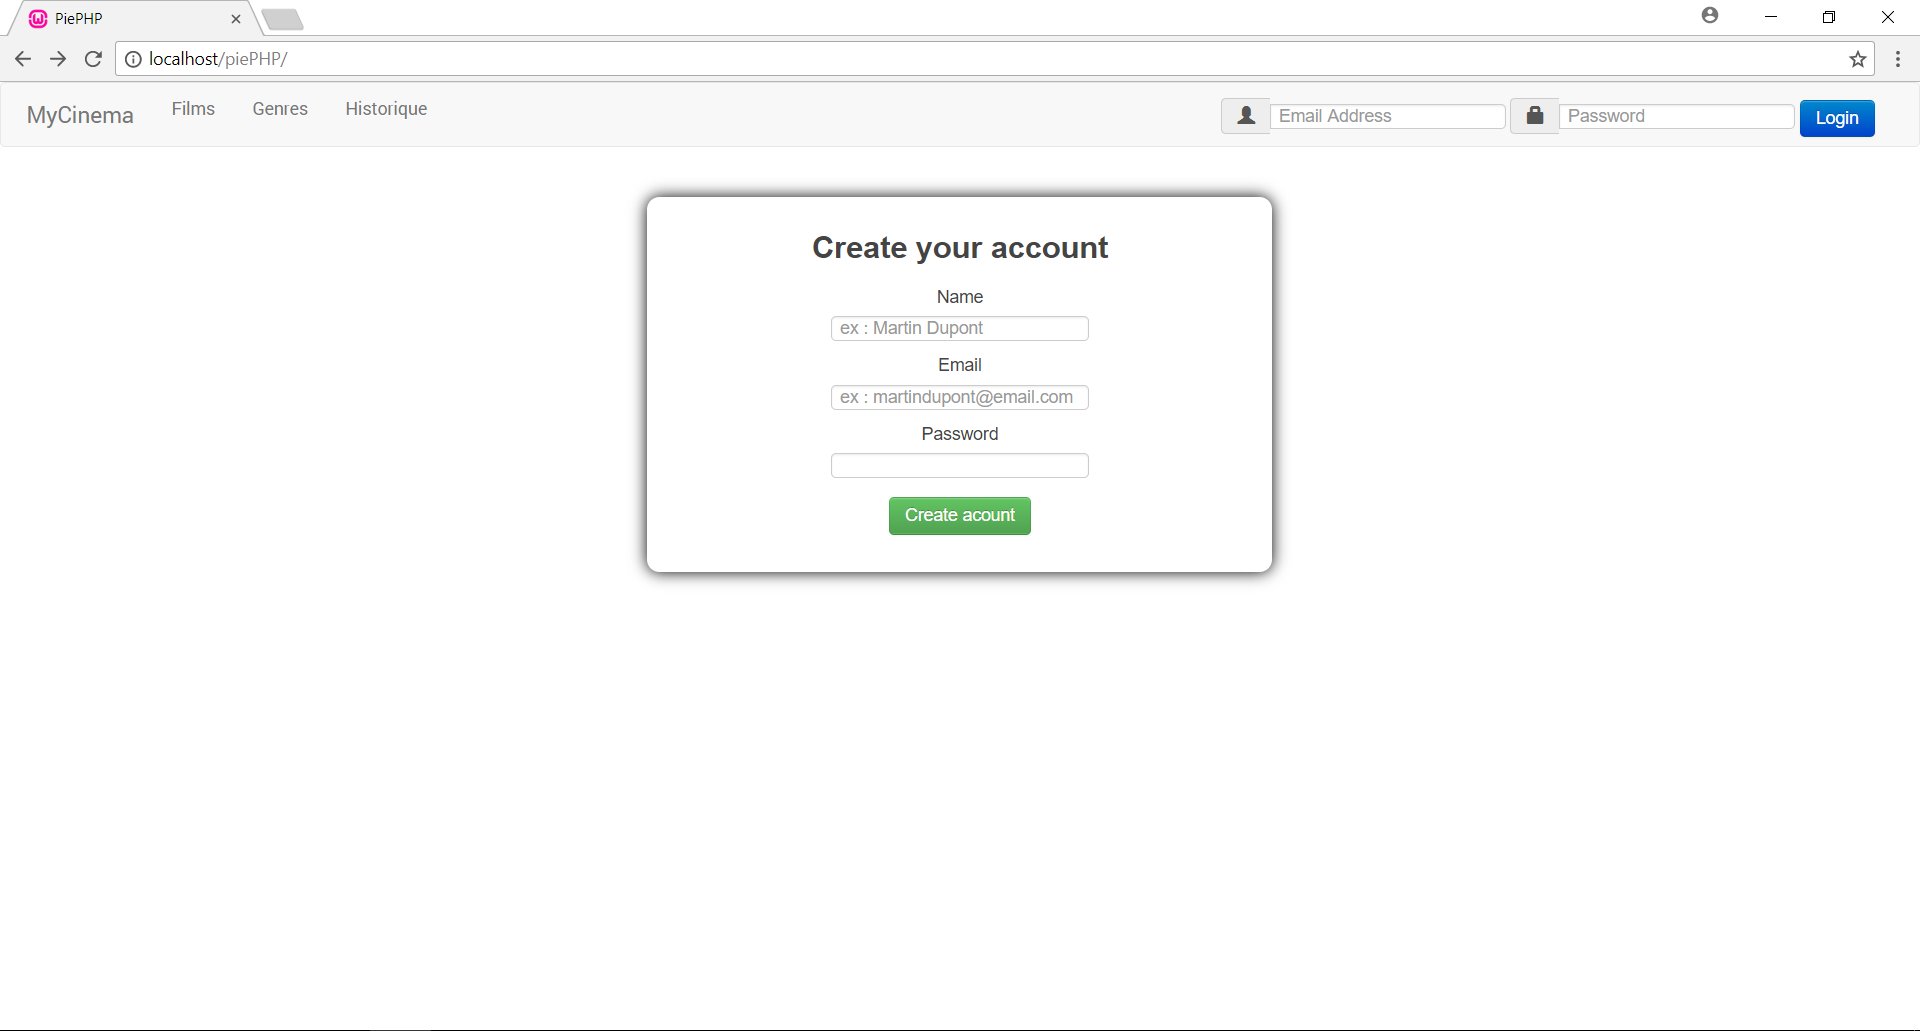 PiePHP
localhost/piePHP/
MyCinema Films Genres Historique Email Address Password Login
Create your account
Name
ex : Martin Dupont
Email
ex : martindupont@email.com
Password
Create acount